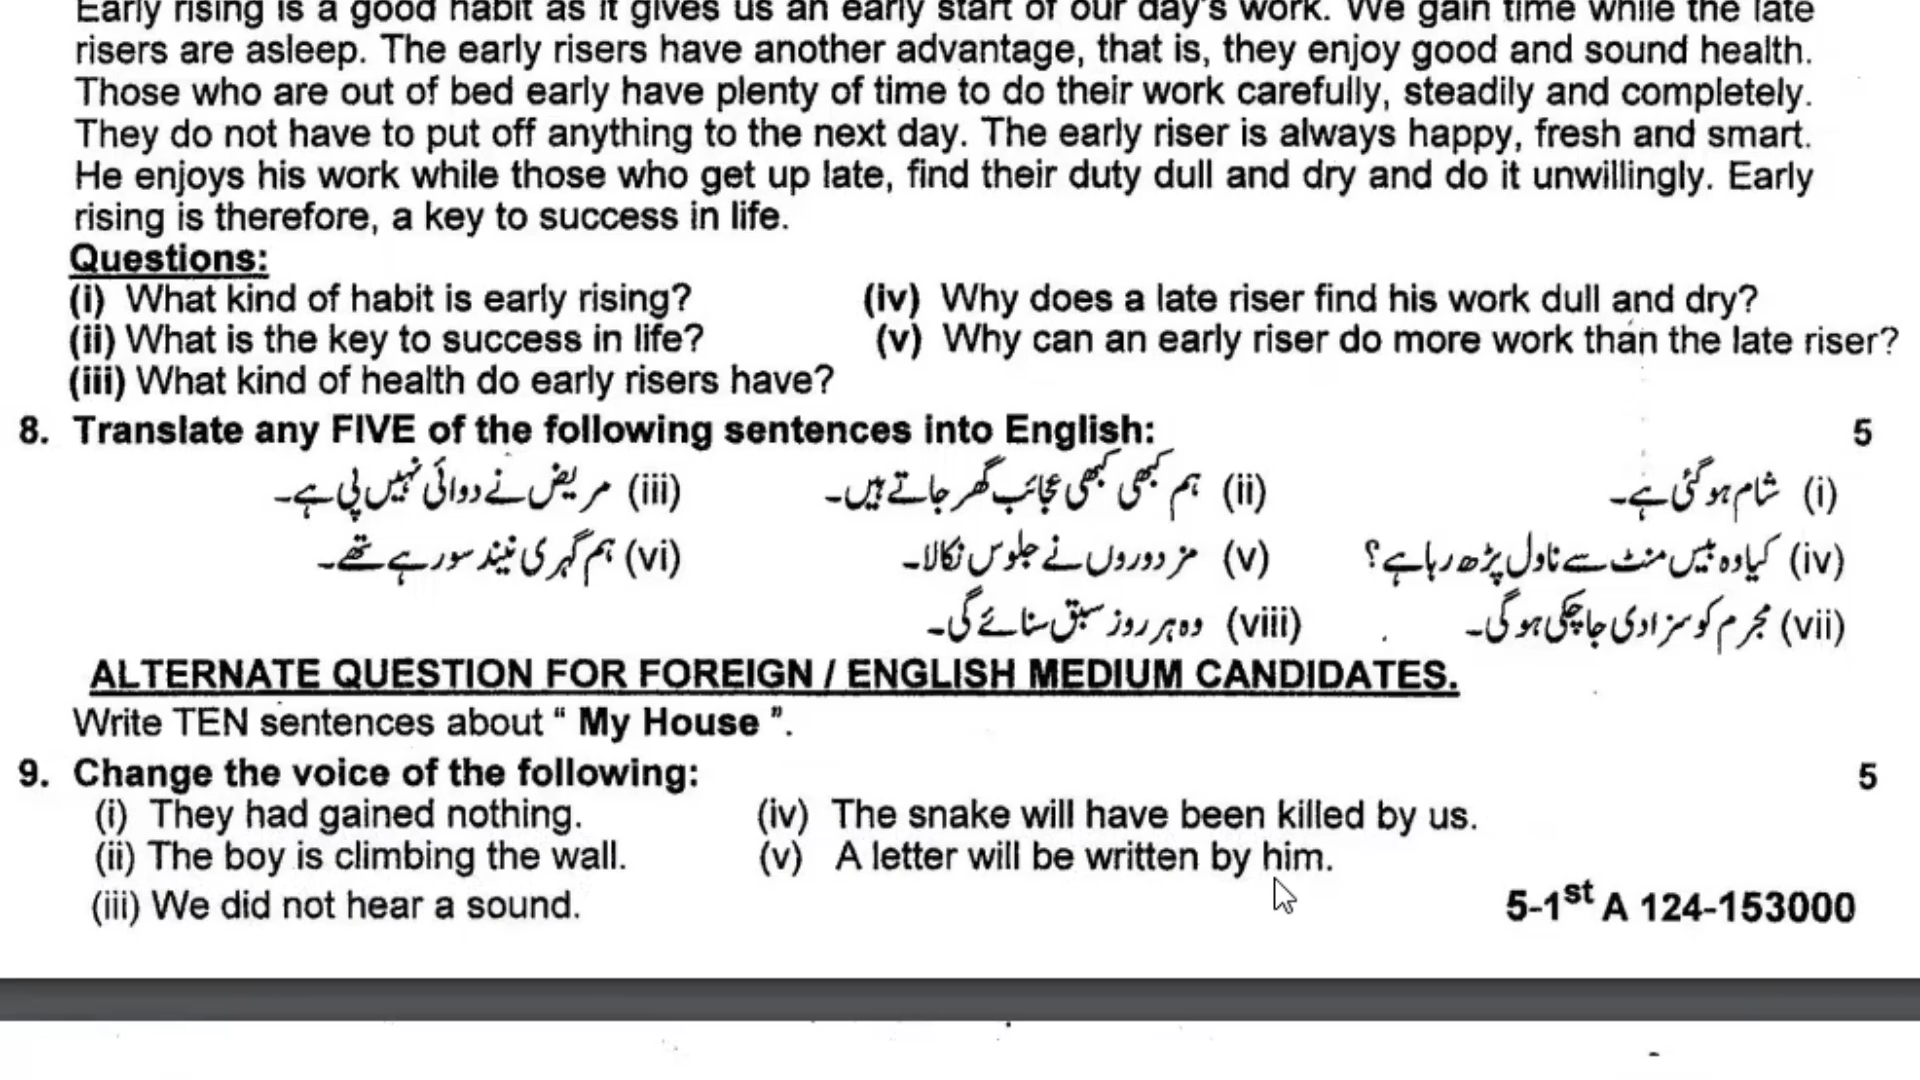 Early rising is a good habit as it gives us an early start of our day's work. We gain time while the late
risers are asleep. The early risers have another advantage, that is, they enjoy good and sound health.
Those who are out of bed early have plenty of time to do their work carefully, steadily and completely.
They do not have to put off anything to the next day. The early riser is always happy, fresh and smart.
He enjoys his work while those who get up late, find their duty dull and dry and do it unwillingly. Early
rising is therefore, a key to success in life.
Questions:
(i) What kind of habit is early rising? (iv) Why does a late riser find his work dull and dry?
(ii) What is the key to success in life? (v) Why can an early riser do more work than the late riser?
(iii) What kind of health do early risers have?
8. Translate any FIVE of the following sentences into English: 5
(i) شام ہو گئی ہے۔ (ii) ہم کبھی کبھی عجائب گھر جاتے ہیں۔ (iii) مریض نے دوائی نہیں پی ہے۔
(iv) کیا وہ بیس منٹ سے ناول پڑھ رہا ہے؟ (v) مزدوروں نے جلوس نکالا۔ (vi) ہم گہری نیند سو رہے تھے۔
(vii) مجرم کو سزا دی جا چکی ہو گی۔ (viii) وہ ہر روز سبق سنائے گی۔
ALTERNATE QUESTION FOR FOREIGN / ENGLISH MEDIUM CANDIDATES.
Write TEN sentences about “ My House ”.
9. Change the voice of the following: 5
(i) They had gained nothing. (iv) The snake will have been killed by us.
(ii) The boy is climbing the wall. (v) A letter will be written by him.
(iii) We did not hear a sound. 5-1st A 124-153000